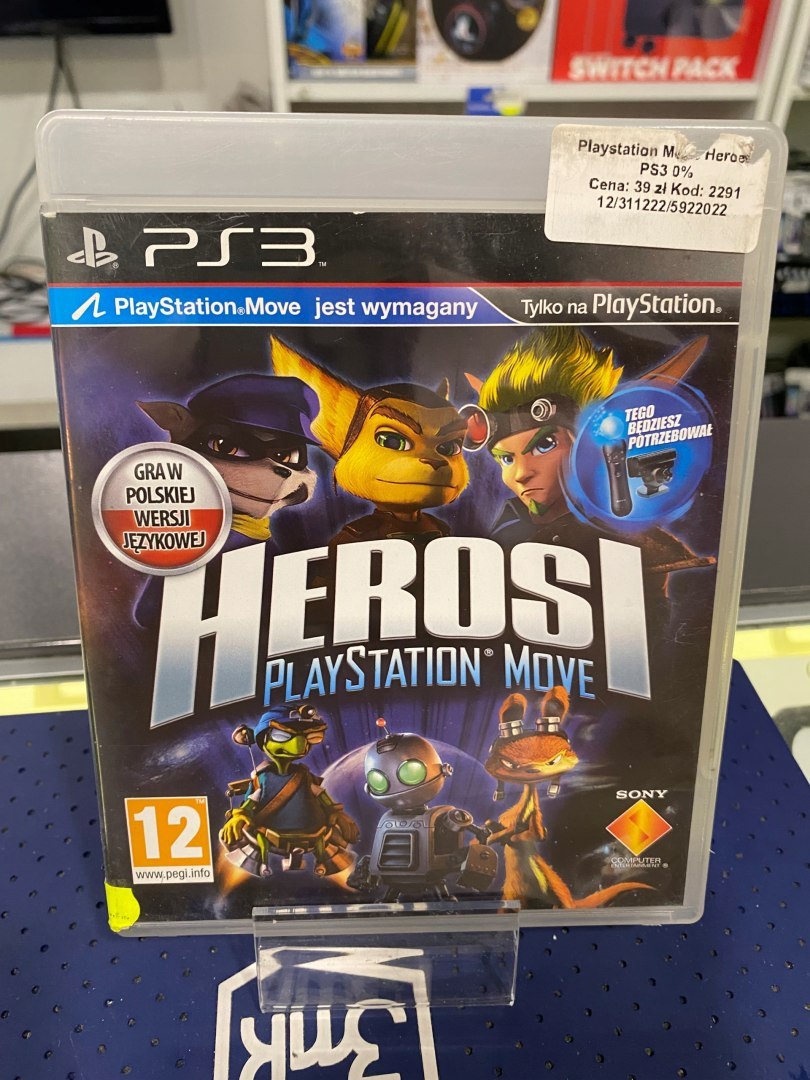 SWITCH PACK
Playstation Heroes
PS3 0%
Cena: 39 zł Kod: 2291
12/311222/5922022
PS3
PlayStation®Move jest wymagany
Tylko na PlayStation®
TEGO
BĘDZIESZ
POTRZEBOWAŁ
GRA W
POLSKIEJ
WERSJI
JĘZYKOWEJ
HEROSI
PLAYSTATION® MOVE
12
www.pegi.info
SONY
COMPUTER
ENTERTAINMENT®
3mk